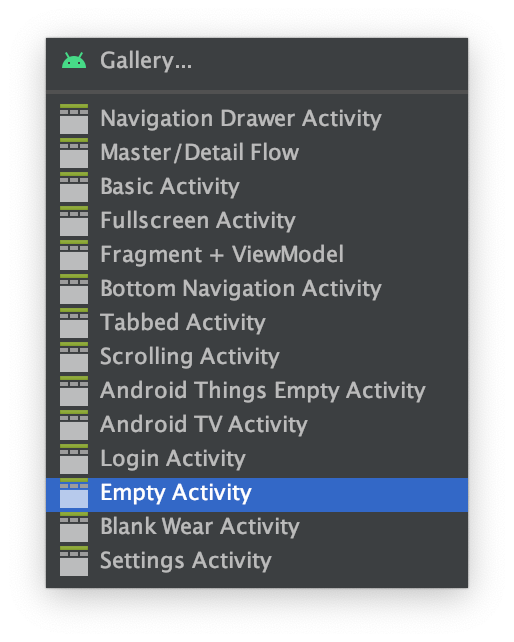 Gallery...
Navigation Drawer Activity
Master/Detail Flow
Basic Activity
Fullscreen Activity
Fragment + ViewModel
Bottom Navigation Activity
Tabbed Activity
Scrolling Activity
Android Things Empty Activity
Android TV Activity
Login Activity
Empty Activity
Blank Wear Activity
Settings Activity